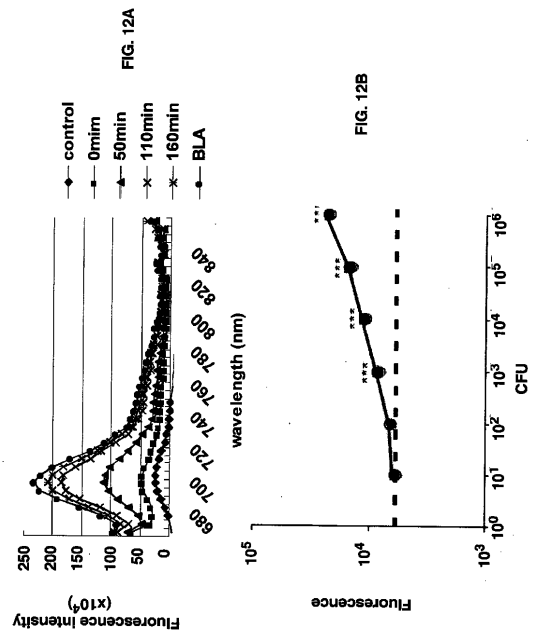 FIG. 12A
Fluorescence intensity
(x10⁴)
250
200
150
100
50
0
680
700
720
740
760
780
800
820
840
wavelength (nm)
control
0mim
50min
110min
160min
BLA
FIG. 12B
Fluorescence
10⁵
10⁴
10³
10⁰
10¹
10²
10³
10⁴
10⁵
10⁶
CFU
***
***
***
***